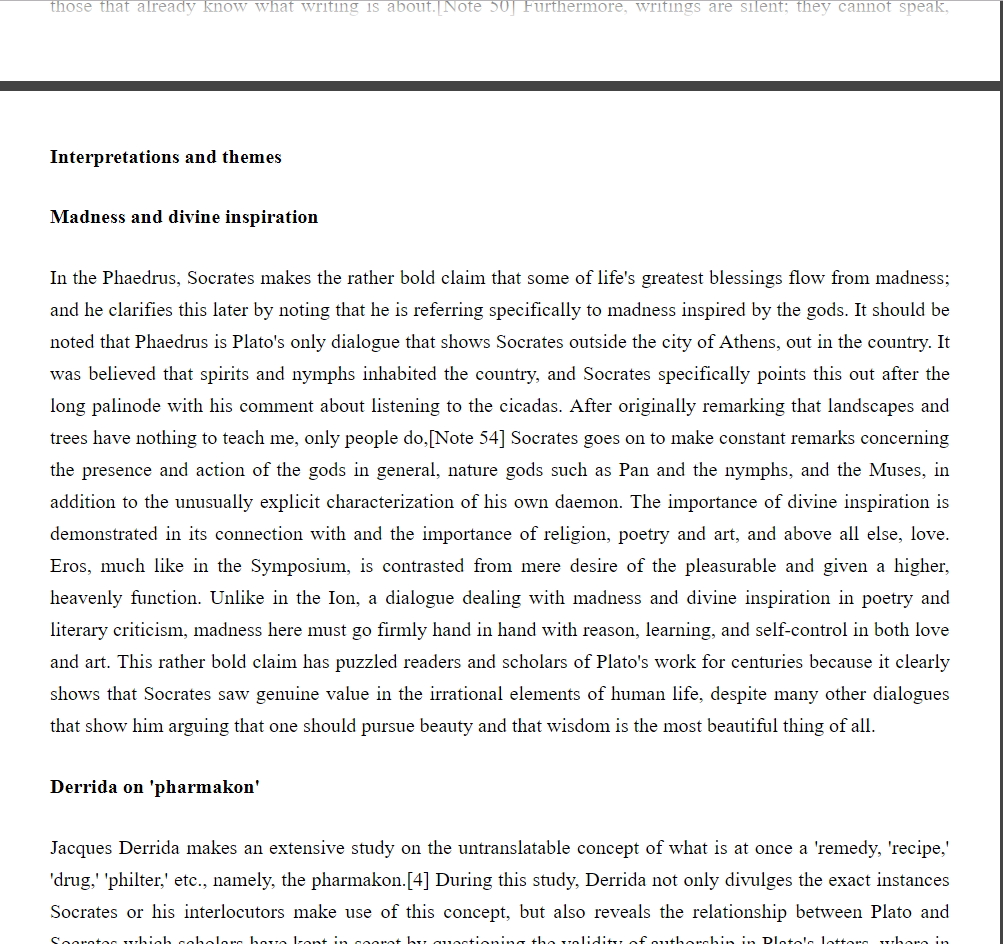 those that already know what writing is about.[Note 50] Furthermore, writings are silent; they cannot speak,
Interpretations and themes
Madness and divine inspiration
In the Phaedrus, Socrates makes the rather bold claim that some of life's greatest blessings flow from madness;
and he clarifies this later by noting that he is referring specifically to madness inspired by the gods. It should be
noted that Phaedrus is Plato's only dialogue that shows Socrates outside the city of Athens, out in the country. It
was believed that spirits and nymphs inhabited the country, and Socrates specifically points this out after the
long palinode with his comment about listening to the cicadas. After originally remarking that landscapes and
trees have nothing to teach me, only people do,[Note 54] Socrates goes on to make constant remarks concerning
the presence and action of the gods in general, nature gods such as Pan and the nymphs, and the Muses, in
addition to the unusually explicit characterization of his own daemon. The importance of divine inspiration is
demonstrated in its connection with and the importance of religion, poetry and art, and above all else, love.
Eros, much like in the Symposium, is contrasted from mere desire of the pleasurable and given a higher,
heavenly function. Unlike in the Ion, a dialogue dealing with madness and divine inspiration in poetry and
literary criticism, madness here must go firmly hand in hand with reason, learning, and self-control in both love
and art. This rather bold claim has puzzled readers and scholars of Plato's work for centuries because it clearly
shows that Socrates saw genuine value in the irrational elements of human life, despite many other dialogues
that show him arguing that one should pursue beauty and that wisdom is the most beautiful thing of all.
Derrida on 'pharmakon'
Jacques Derrida makes an extensive study on the untranslatable concept of what is at once a 'remedy, 'recipe,'
'drug,' 'philter,' etc., namely, the pharmakon.[4] During this study, Derrida not only divulges the exact instances
Socrates or his interlocutors make use of this concept, but also reveals the relationship between Plato and
Socrates which scholars have kept in secret by questioning the validity of authorship in Plato's letters, where in